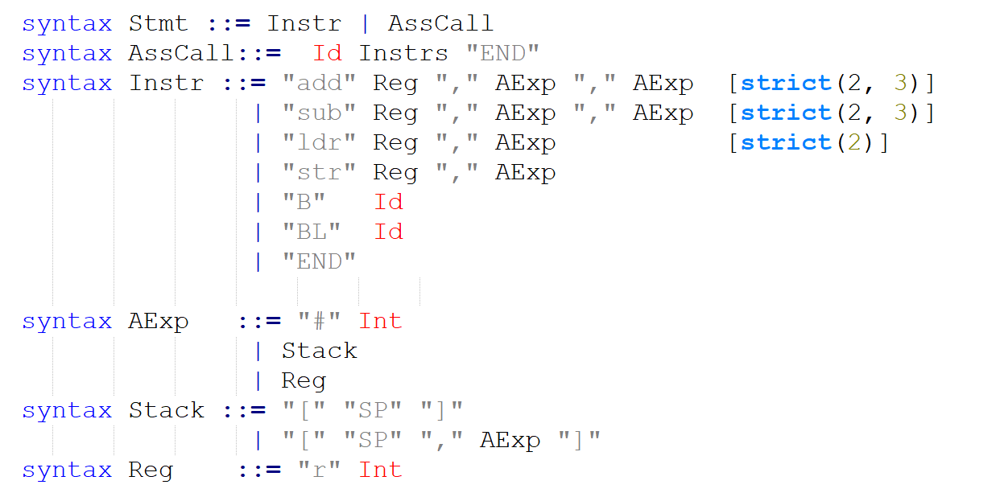 syntax Stmt ::= Instr | AssCall
syntax AssCall::=  Id Instrs "END"
syntax Instr ::= "add" Reg "," AExp "," AExp  [strict(2, 3)]
| "sub" Reg "," AExp "," AExp  [strict(2, 3)]
| "ldr" Reg "," AExp           [strict(2)]
| "str" Reg "," AExp
| "B"   Id
| "BL"  Id
| "END"
syntax AExp   ::= "#" Int
| Stack
| Reg
syntax Stack ::= "[" "SP" "]"
| "[" "SP" "," AExp "]"
syntax Reg    ::= "r" Int